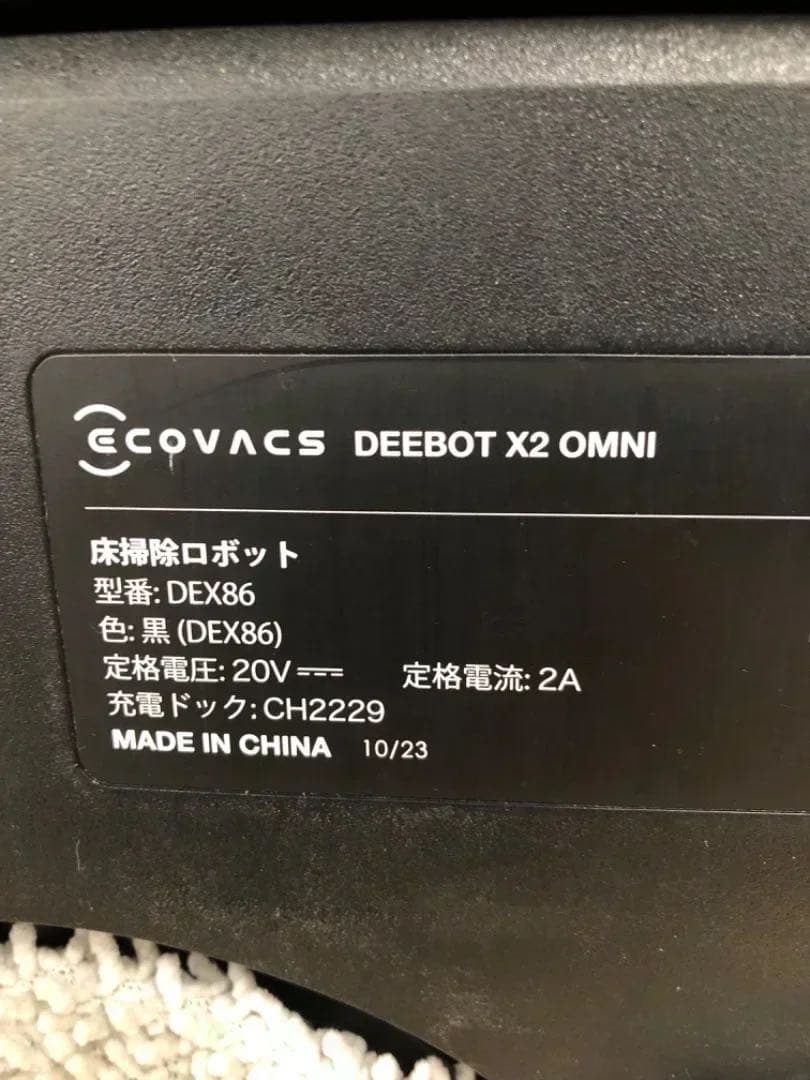 ECOVACS DEEBOT X2 OMNI
床掃除ロボット
型番: DEX86
色: 黒 (DEX86)
定格電圧: 20V⎓ 定格電流: 2A
充電ドック: CH2229
MADE IN CHINA 10/23